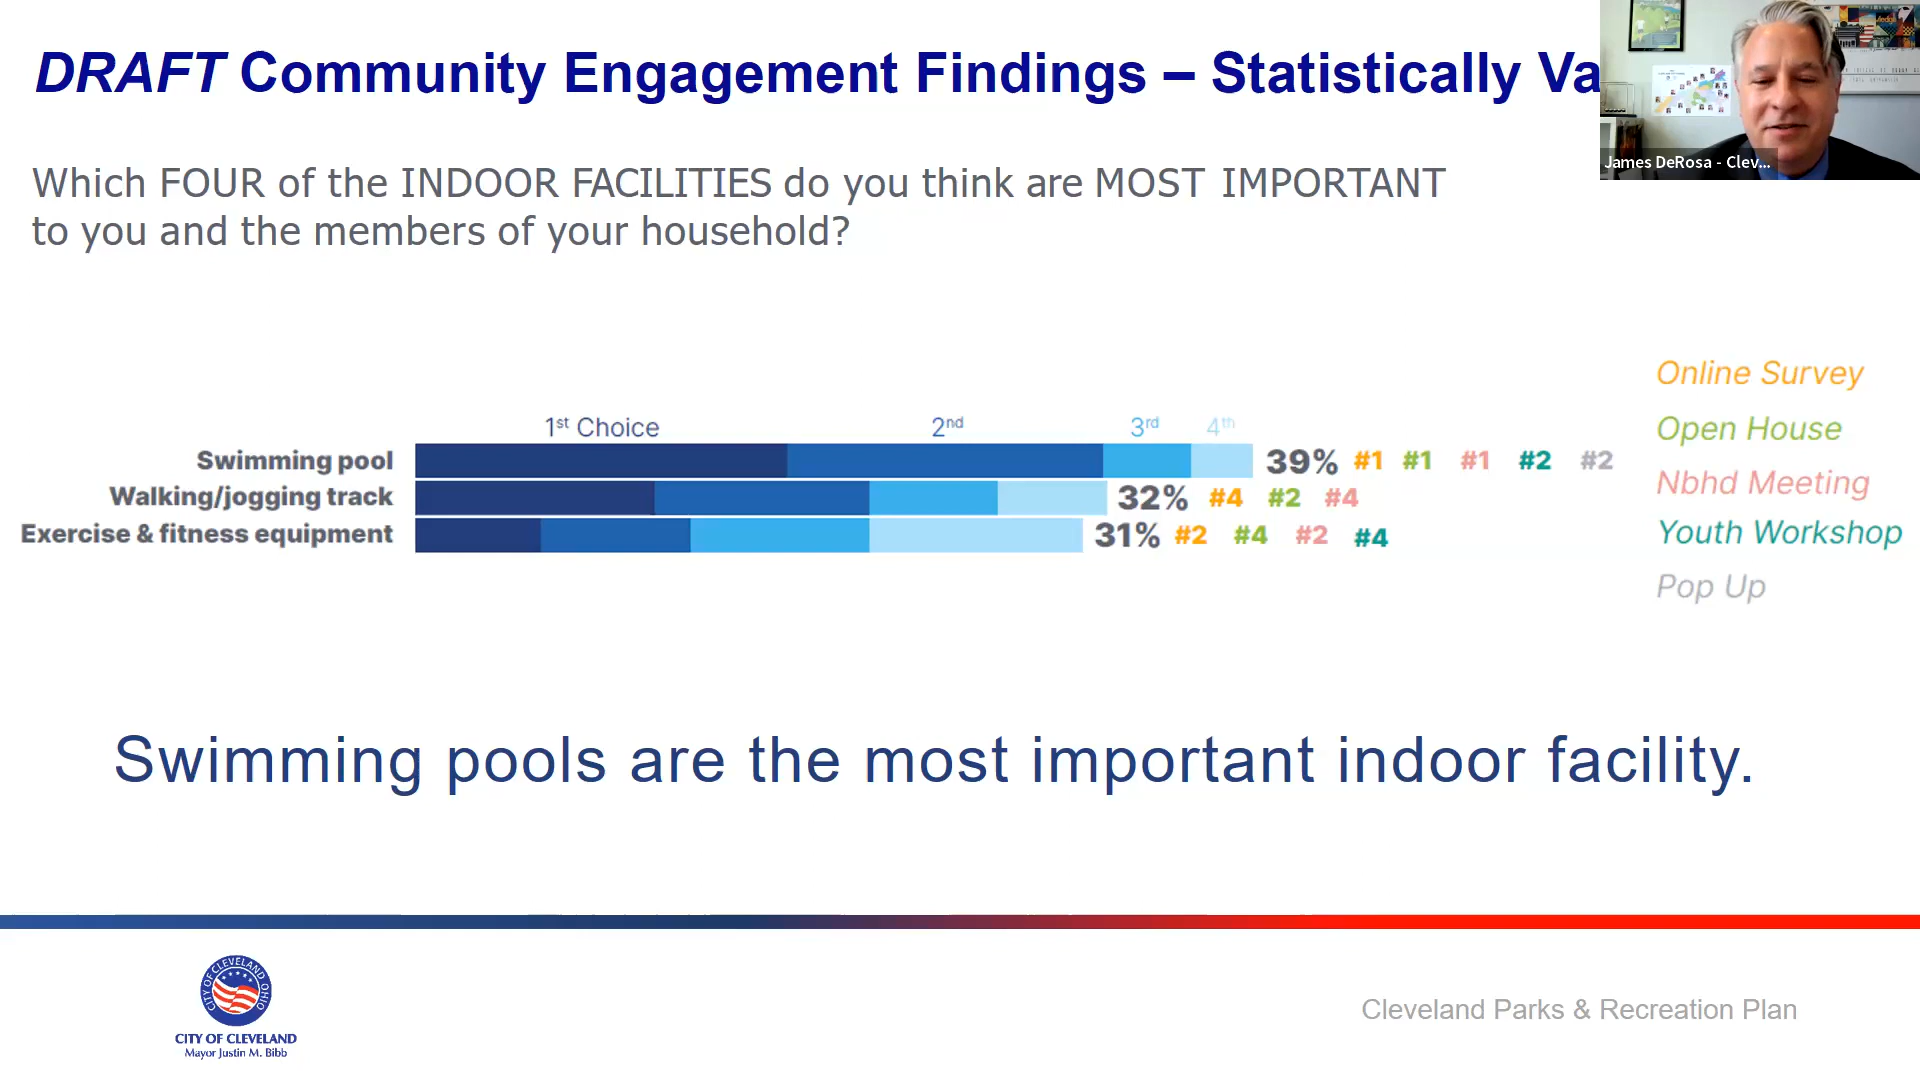 DRAFT Community Engagement Findings – Statistically Va
James DeRosa - Clev...
Which FOUR of the INDOOR FACILITIES do you think are MOST IMPORTANT
to you and the members of your household?
Online Survey
Open House
Nbhd Meeting
Youth Workshop
Pop Up
1st Choice 2nd 3rd 4th
Swimming pool 39% #1 #1 #1 #2 #2
Walking/jogging track 32% #4 #2 #4
Exercise & fitness equipment 31% #2 #4 #2 #4
Swimming pools are the most important indoor facility.
CITY OF CLEVELAND OHIO
CITY OF CLEVELAND
Mayor Justin M. Bibb
Cleveland Parks & Recreation Plan